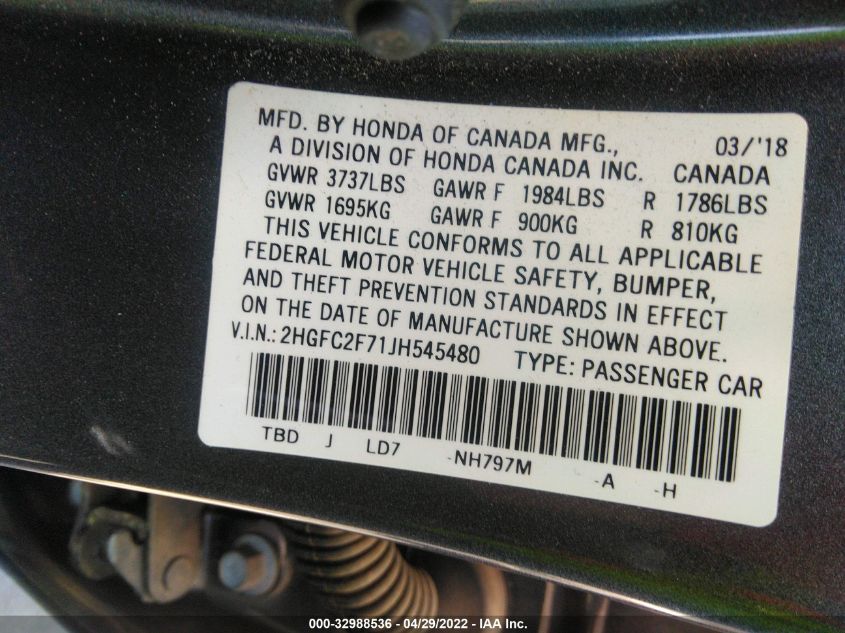 MFD. BY HONDA OF CANADA MFG., 03/'18
A DIVISION OF HONDA CANADA INC. CANADA
GVWR 3737LBS GAWR F 1984LBS R 1786LBS
GVWR 1695KG GAWR F 900KG R 810KG
THIS VEHICLE CONFORMS TO ALL APPLICABLE
FEDERAL MOTOR VEHICLE SAFETY, BUMPER,
AND THEFT PREVENTION STANDARDS IN EFFECT
ON THE DATE OF MANUFACTURE SHOWN ABOVE.
V.I.N.: 2HGFC2F71JH545480 TYPE: PASSENGER CAR
TBD J LD7 -NH797M -A -H
000-32988536 - 04/29/2022 - IAA Inc.